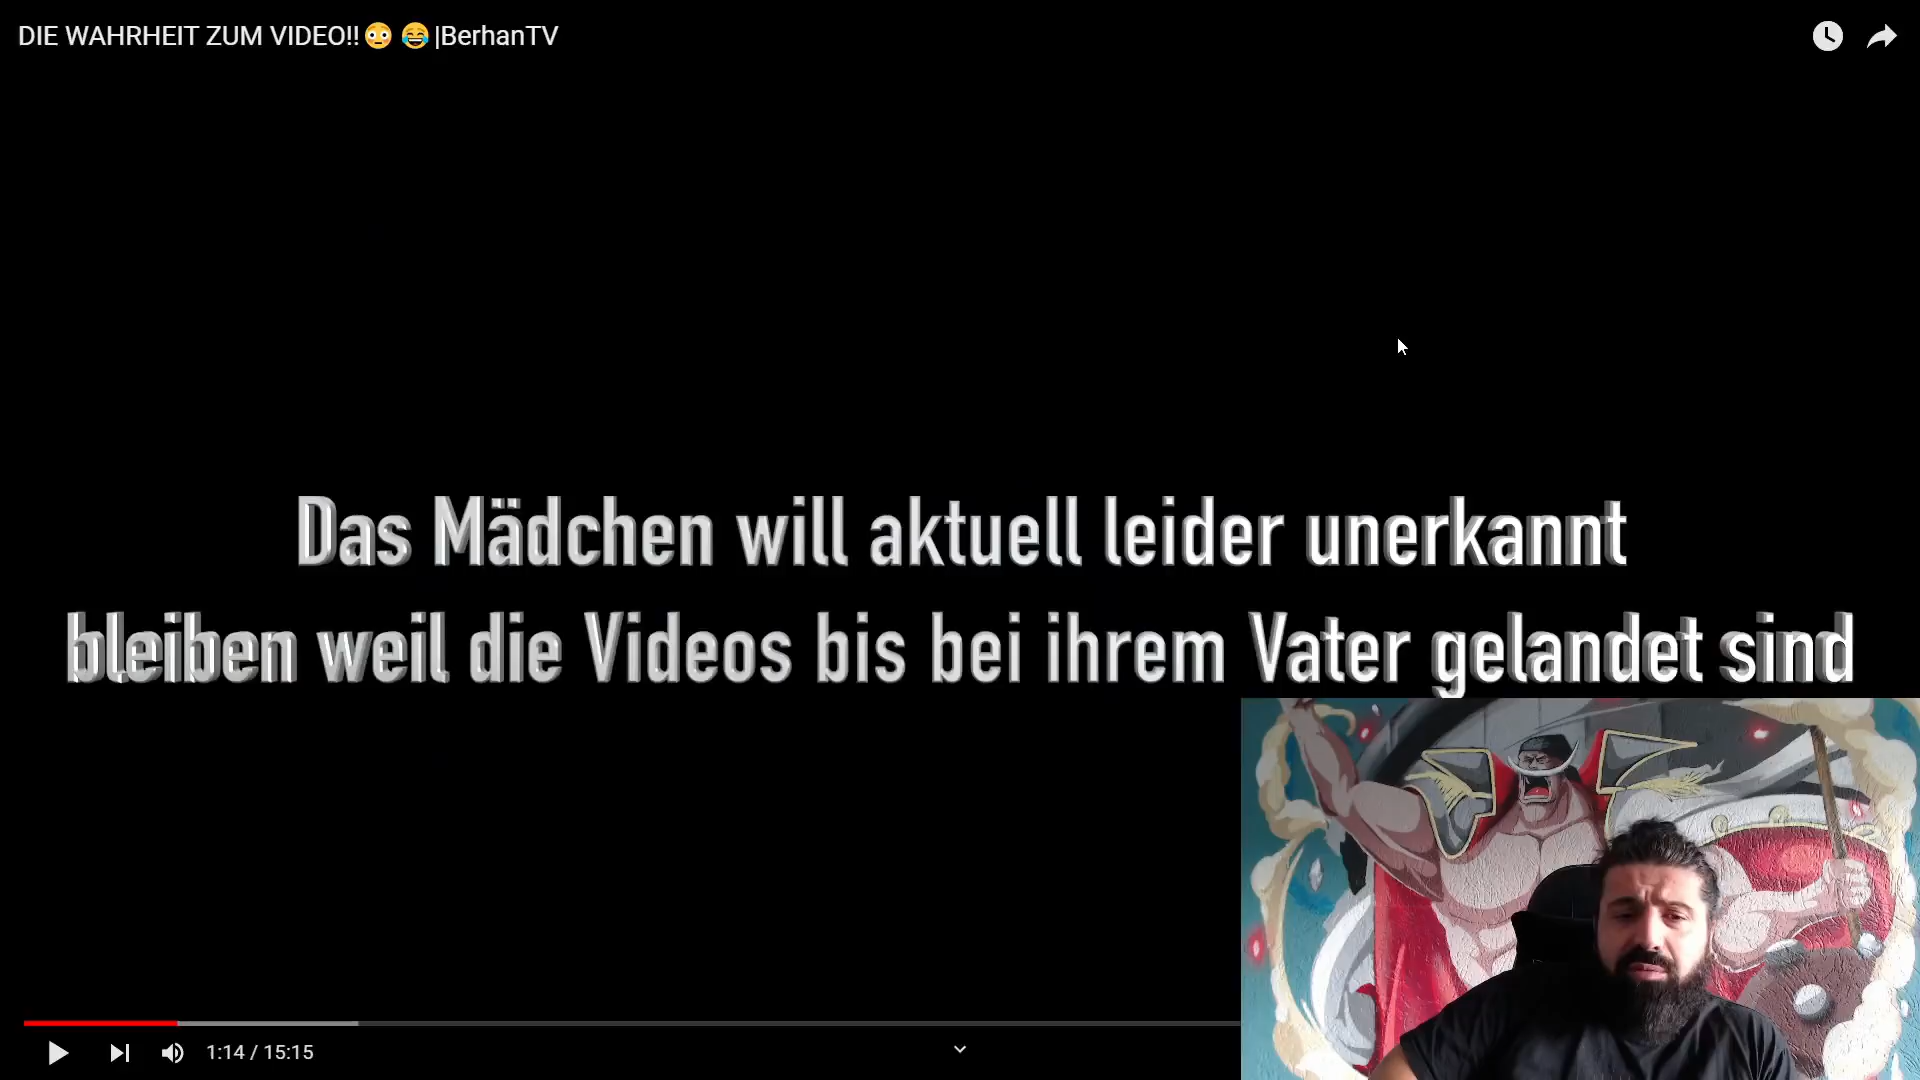 DIE WAHRHEIT ZUM VIDEO!!😳 😂 |BerhanTV
Das Mädchen will aktuell leider unerkannt
bleiben weil die Videos bis bei ihrem Vater gelandet sind
1:14 / 15:15